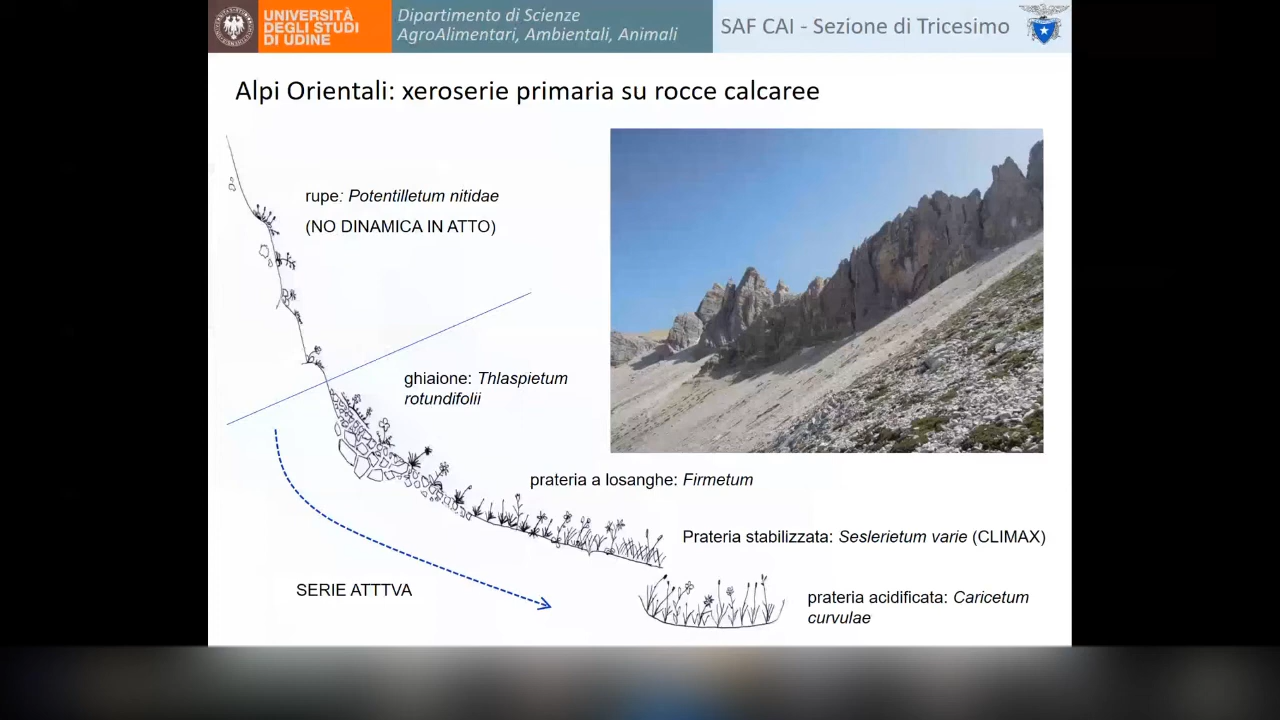 UNIVERSITÀ
DEGLI STUDI
DI UDINE
Dipartimento di Scienze
AgroAlimentari, Ambientali, Animali
SAF CAI - Sezione di Tricesimo
Alpi Orientali: xeroserie primaria su rocce calcaree
rupe: Potentilletum nitidae
(NO DINAMICA IN ATTO)
ghiaione: Thlaspietum
rotundifolii
prateria a losanghe: Firmetum
Prateria stabilizzata: Seslerietum varie (CLIMAX)
SERIE ATTTVA
prateria acidificata: Caricetum
curvulae